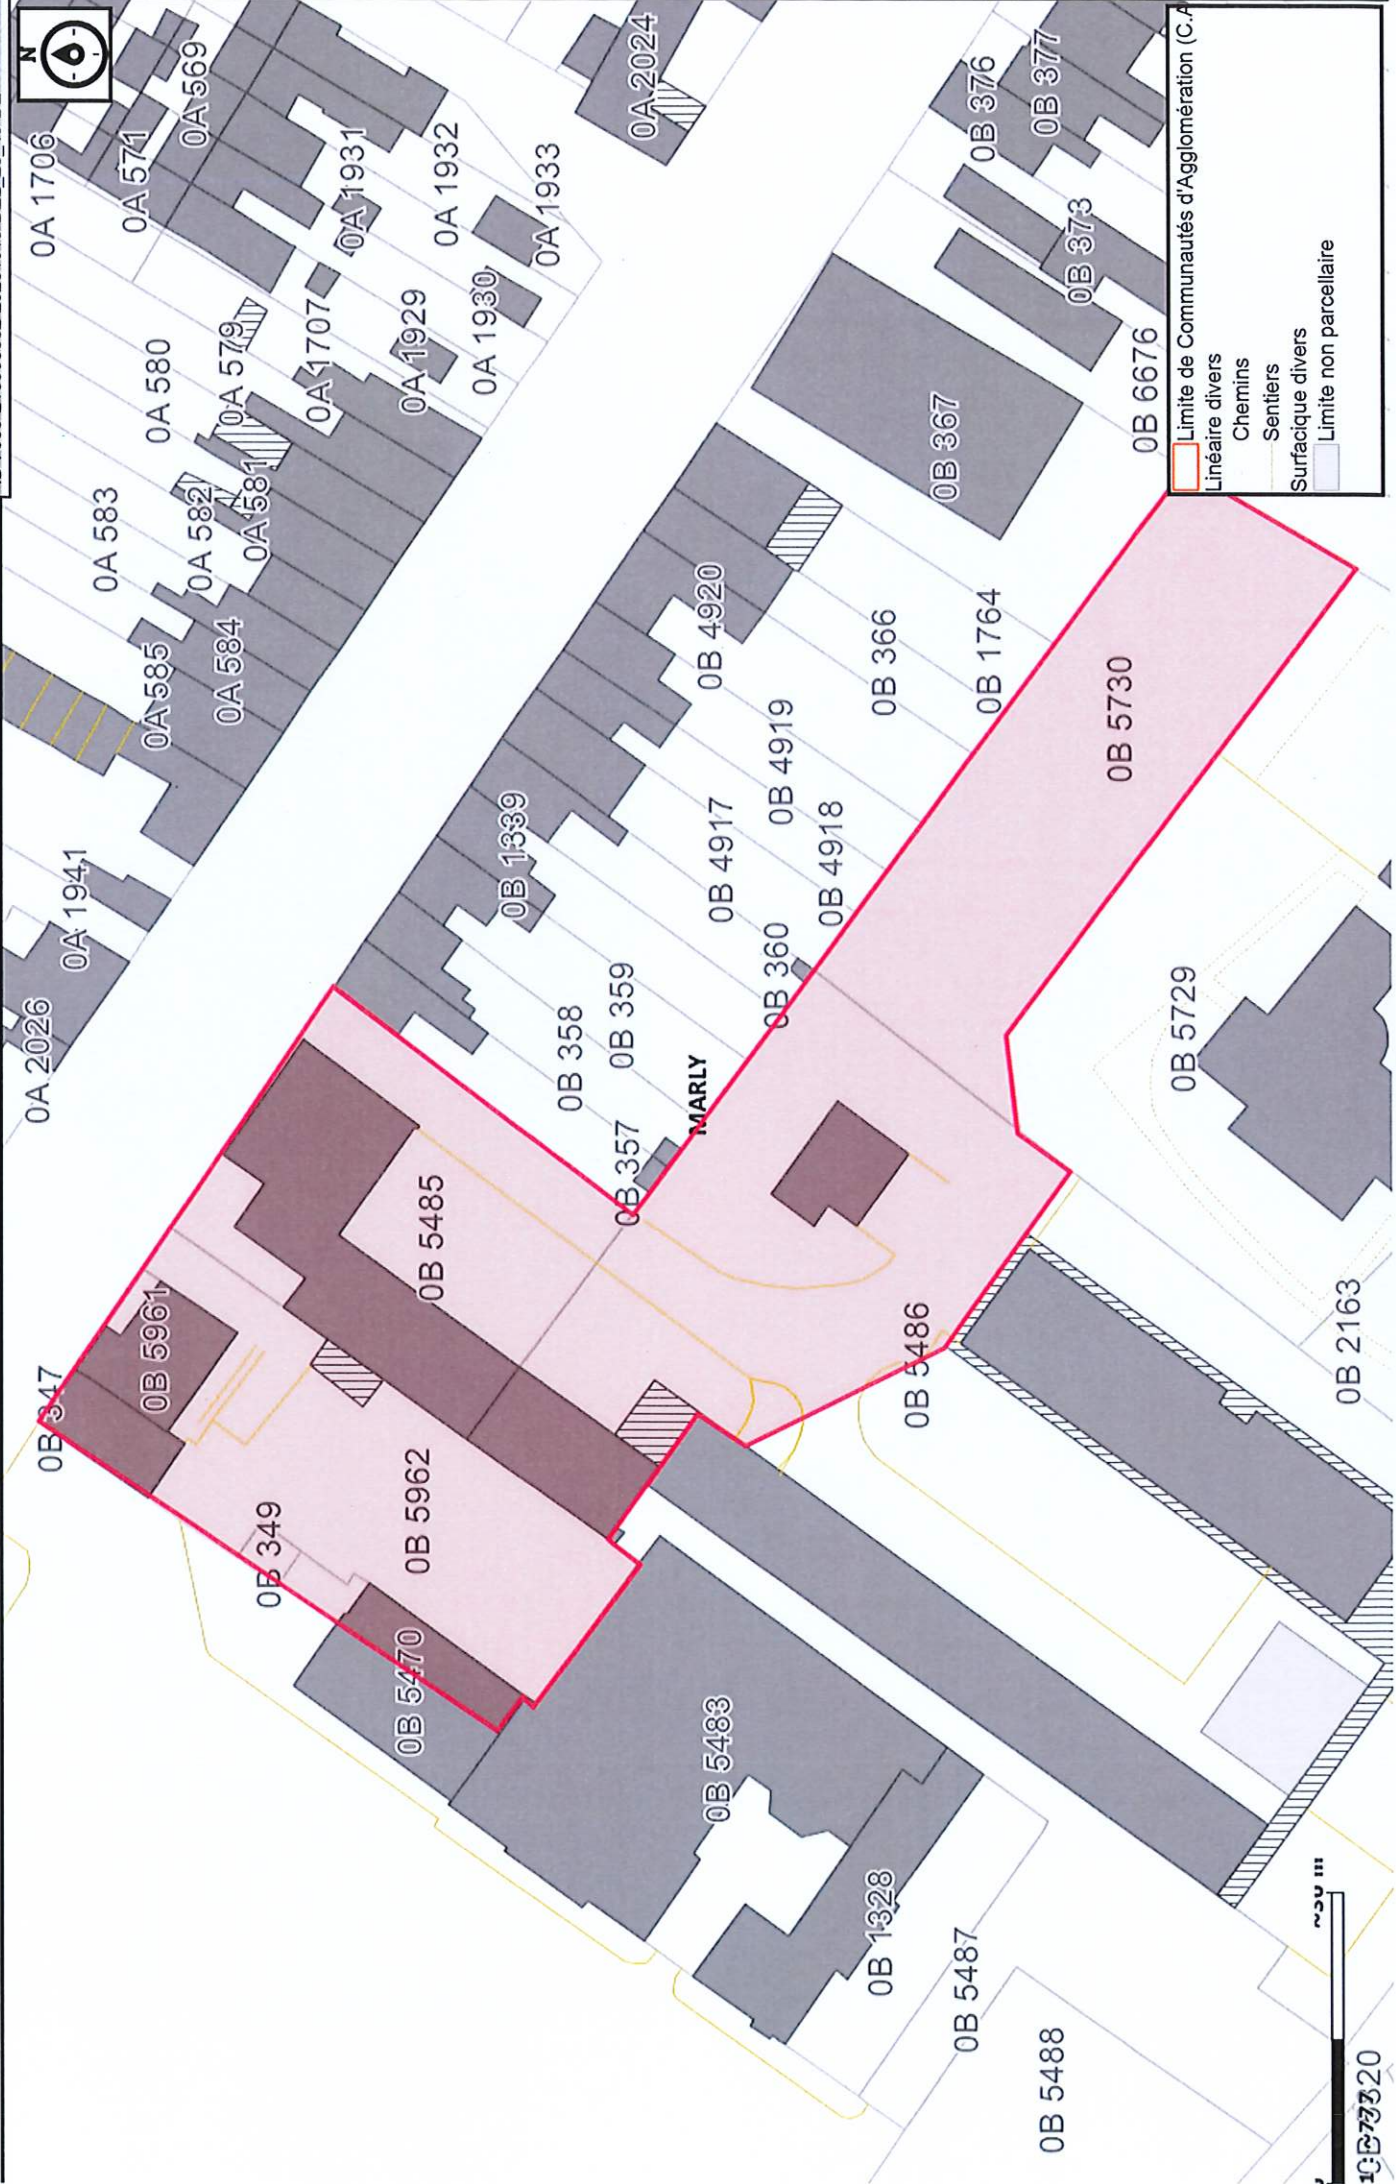 N
0A 1706
0A 571
0A 569
0A 1931
0A 1932
0A 1933
0A 2024
0B 376
0B 377
0B 373
0A 580
0A 579
0A 1707
0A 1929
0A 1930
0B 367
0B 6676
0A 583
0A 582
0A 581
0A 585
0A 584
0B 4920
0B 366
0B 1764
0B 5730
0A 1941
0B 1339
0B 4917
0B 4919
0B 4918
0A 2026
0B 358
0B 359
0B 360
0B 357
MARLY
0B 5729
0B 5485
0B 5961
0B 347
0B 5486
0B 2163
0B 349
0B 5962
0B 5470
0B 5483
0B 1328
0B 5487
0B 5488
Limite de Communautés d'Agglomération (C.A
Linéaire divers
Chemins
Sentiers
Surfacique divers
Limite non parcellaire